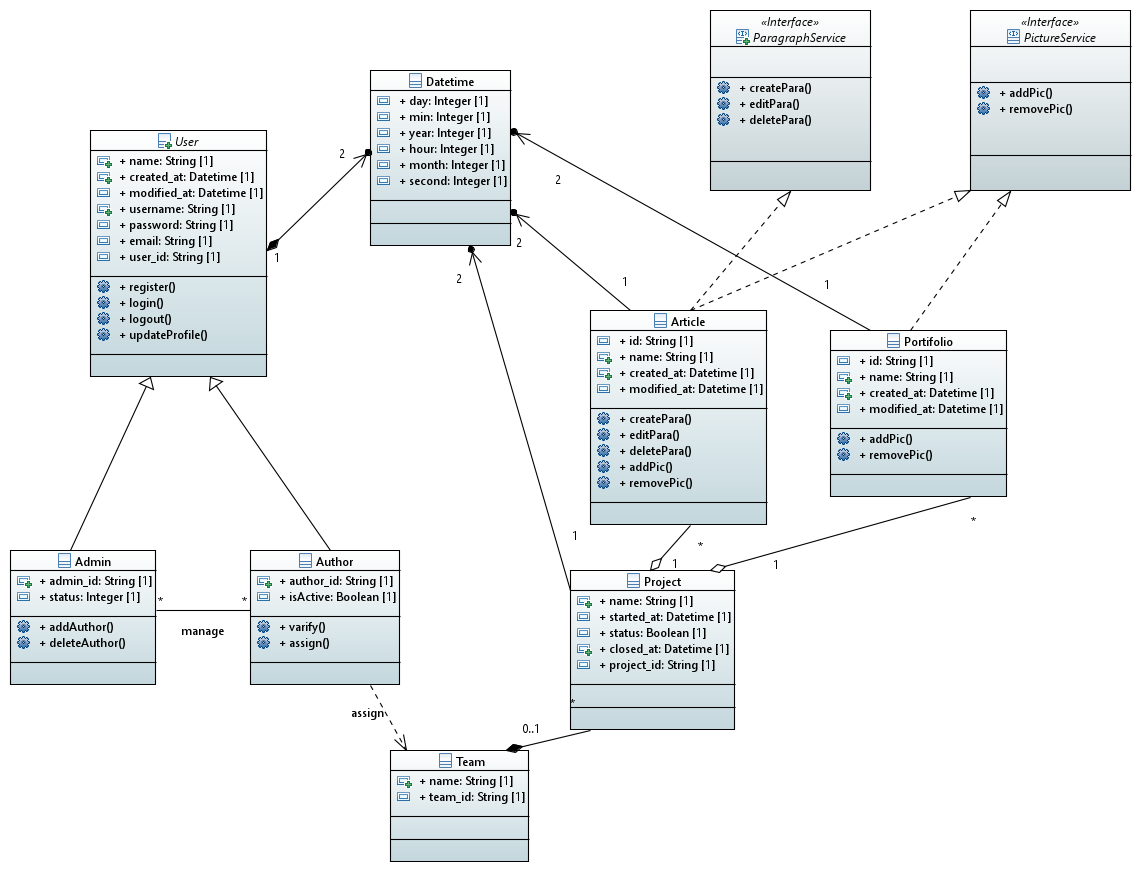 «Interface»
ParagraphService
+ createPara()
+ editPara()
+ deletePara()
«Interface»
PictureService
+ addPic()
+ removePic()
Datetime
+ day: Integer [1]
+ min: Integer [1]
+ year: Integer [1]
+ hour: Integer [1]
+ month: Integer [1]
+ second: Integer [1]
User
+ name: String [1]
+ created_at: Datetime [1]
+ modified_at: Datetime [1]
+ username: String [1]
+ password: String [1]
+ email: String [1]
+ user_id: String [1]
+ register()
+ login()
+ logout()
+ updateProfile()
2
1
2
1
2
1
2
1
Article
+ id: String [1]
+ name: String [1]
+ created_at: Datetime [1]
+ modified_at: Datetime [1]
+ createPara()
+ editPara()
+ deletePara()
+ addPic()
+ removePic()
Portifolio
+ id: String [1]
+ name: String [1]
+ created_at: Datetime [1]
+ modified_at: Datetime [1]
+ addPic()
+ removePic()
*
1
*
1
Admin
+ admin_id: String [1]
+ status: Integer [1]
+ addAuthor()
+ deleteAuthor()
*
*
manage
Author
+ author_id: String [1]
+ isActive: Boolean [1]
+ varify()
+ assign()
Project
+ name: String [1]
+ started_at: Datetime [1]
+ status: Boolean [1]
+ closed_at: Datetime [1]
+ project_id: String [1]
*
0..1
assign
Team
+ name: String [1]
+ team_id: String [1]